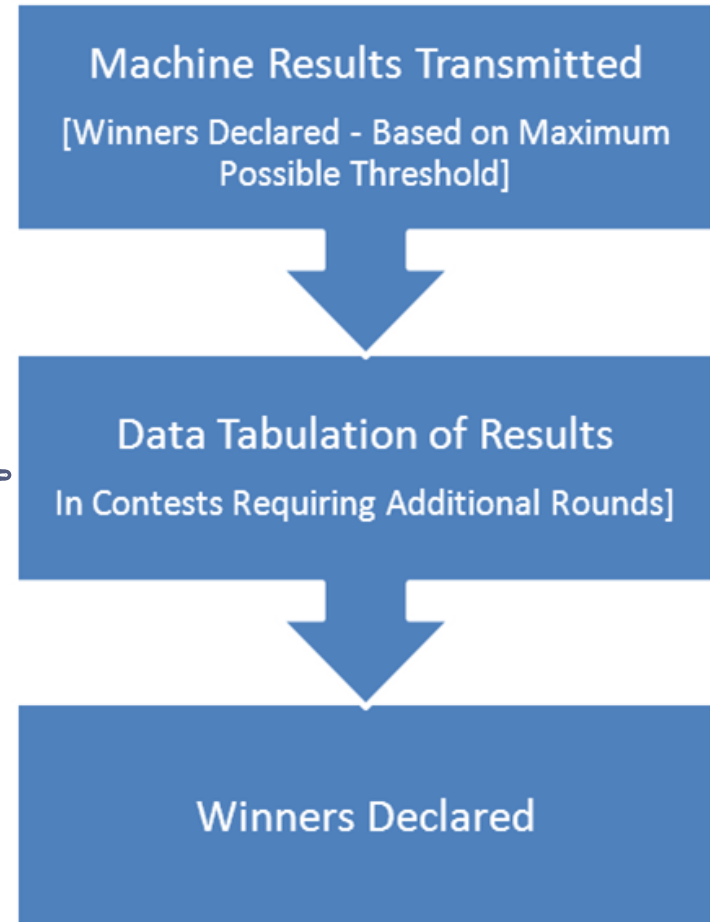 Machine Results Transmitted
[Winners Declared - Based on Maximum
Possible Threshold]
Data Tabulation of Results
In Contests Requiring Additional Rounds]
Winners Declared